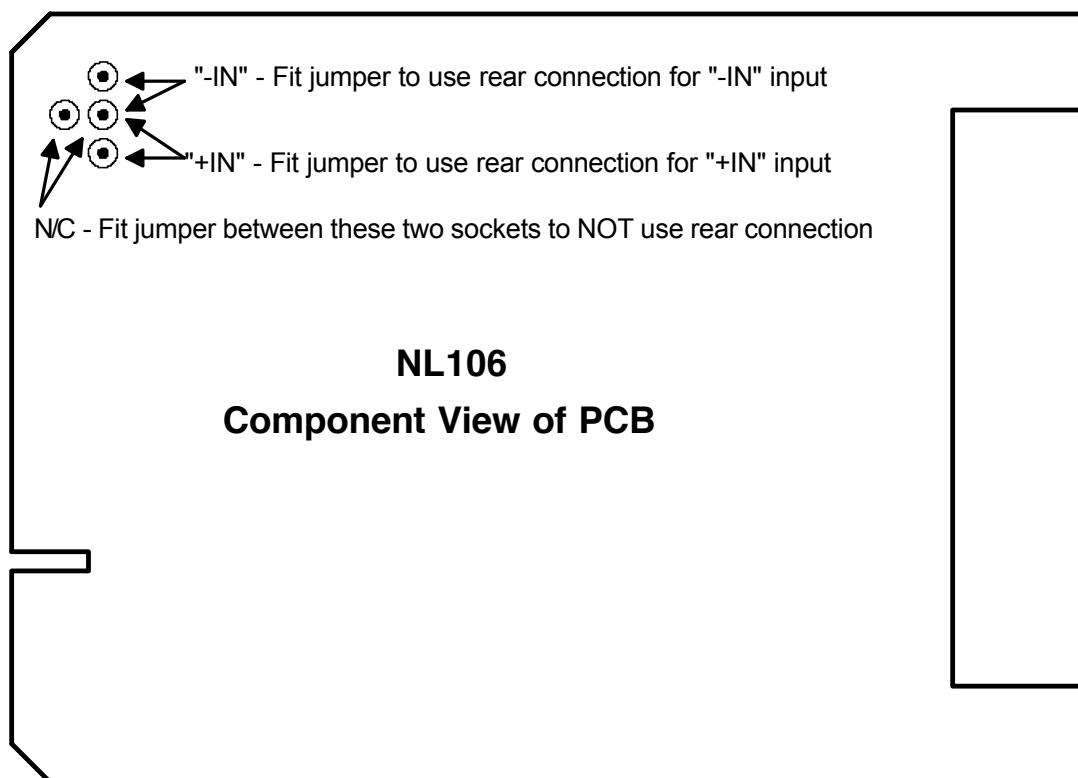 "-IN" - Fit jumper to use rear connection for "-IN" input
"+IN" - Fit jumper to use rear connection for "+IN" input
N/C - Fit jumper between these two sockets to NOT use rear connection
NL106
Component View of PCB